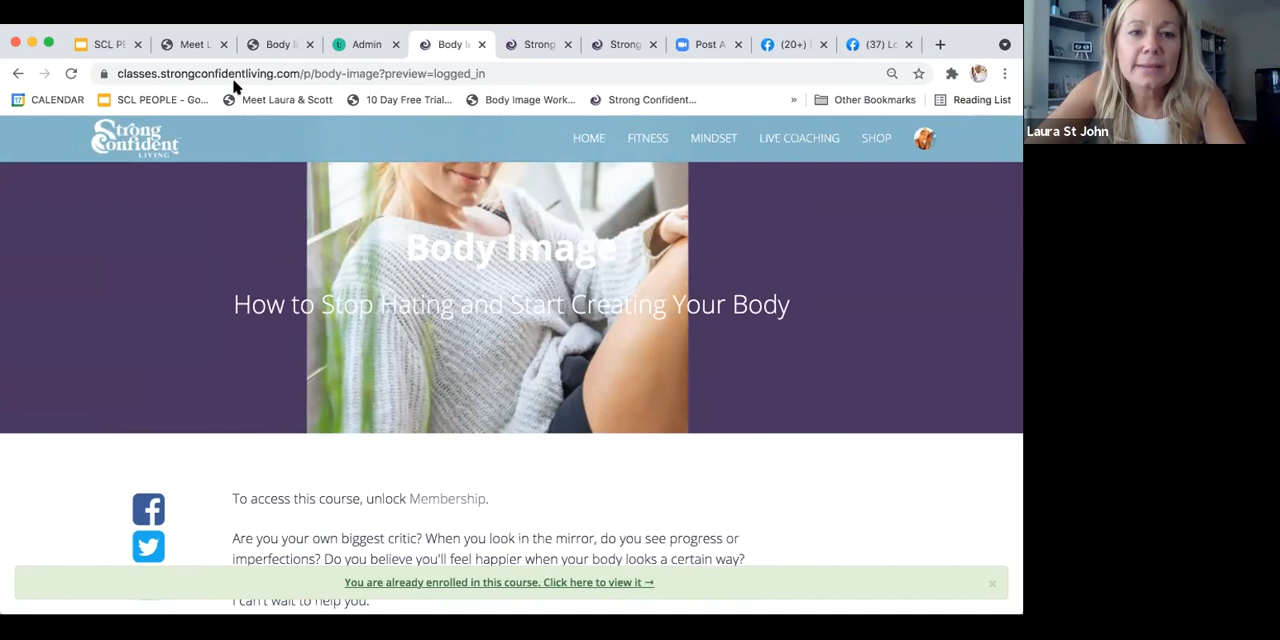 SCL PE
Meet L
Body I
Admin
Body I
Strong
Strong
Post A
(20+)
(37) Lo
classes.strongconfidentliving.com/p/body-image?preview=logged_in
CALENDAR
SCL PEOPLE - Go...
Meet Laura & Scott
10 Day Free Trial...
Body Image Work...
Strong Confident...
»
Other Bookmarks
Reading List
Strong
Confident
LIVING
HOME
FITNESS
MINDSET
LIVE COACHING
SHOP
Laura St John
Body Image
How to Stop Hating and Start Creating Your Body
To access this course, unlock Membership.
Are you your own biggest critic? When you look in the mirror, do you see progress or
imperfections? Do you believe you'll feel happier when your body looks a certain way?
You are already enrolled in this course. Click here to view it →
I can't wait to help you.